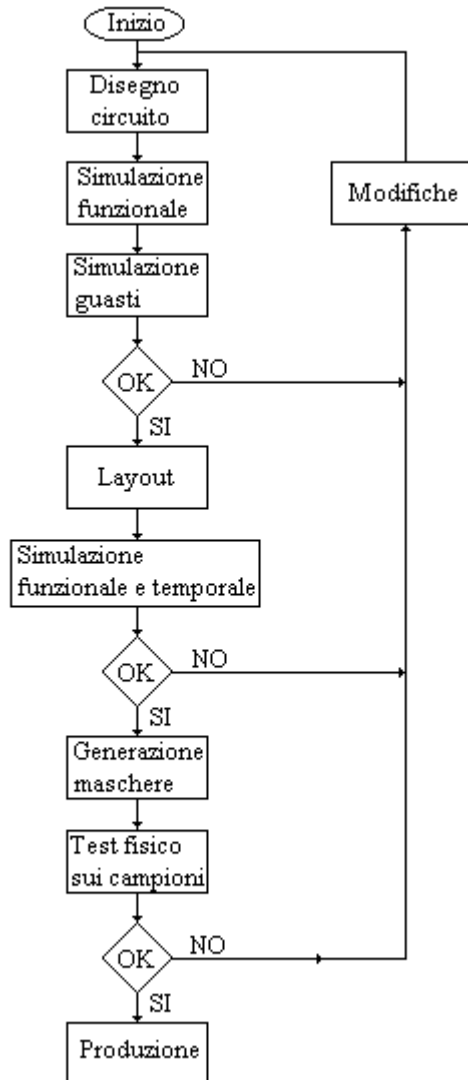 Inizio
Disegno
circuito
Simulazione
funzionale
Modifiche
Simulazione
guasti
OK
NO
SI
Layout
Simulazione
funzionale e temporale
OK
NO
SI
Generazione
maschere
Test fisico
sui campioni
OK
NO
SI
Produzione